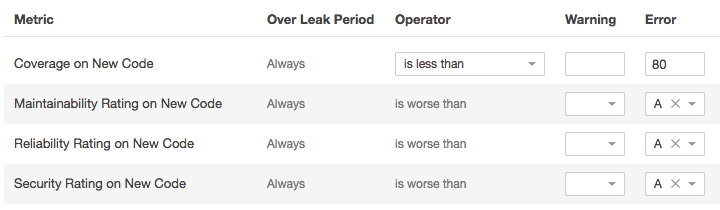 Metric Over Leak Period Operator Warning Error
Coverage on New Code Always is less than 80
Maintainability Rating on New Code Always is worse than A
Reliability Rating on New Code Always is worse than A
Security Rating on New Code Always is worse than A